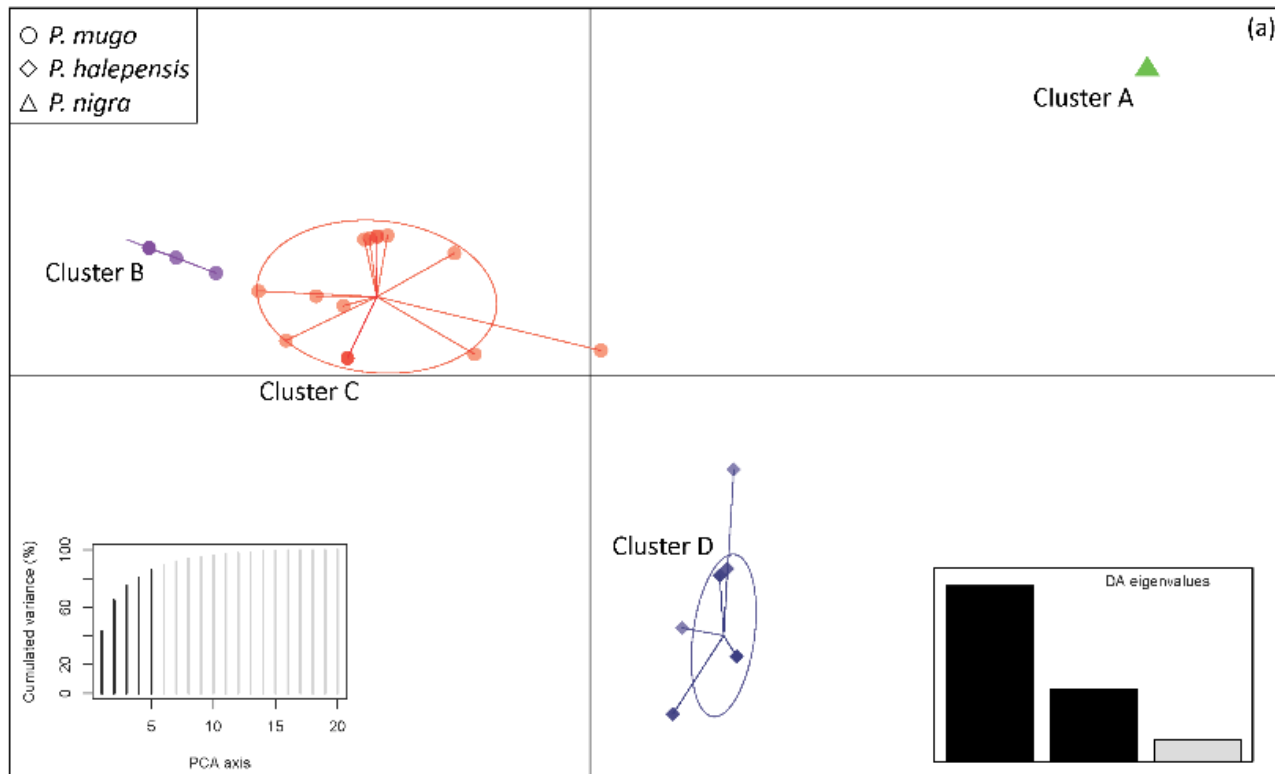 (a)
P. mugo
P. halepensis
P. nigra
Cluster A
Cluster B
Cluster C
Cluster D
Cumulated variance (%)
0
20
60
100
5
10
15
20
PCA axis
DA eigenvalues